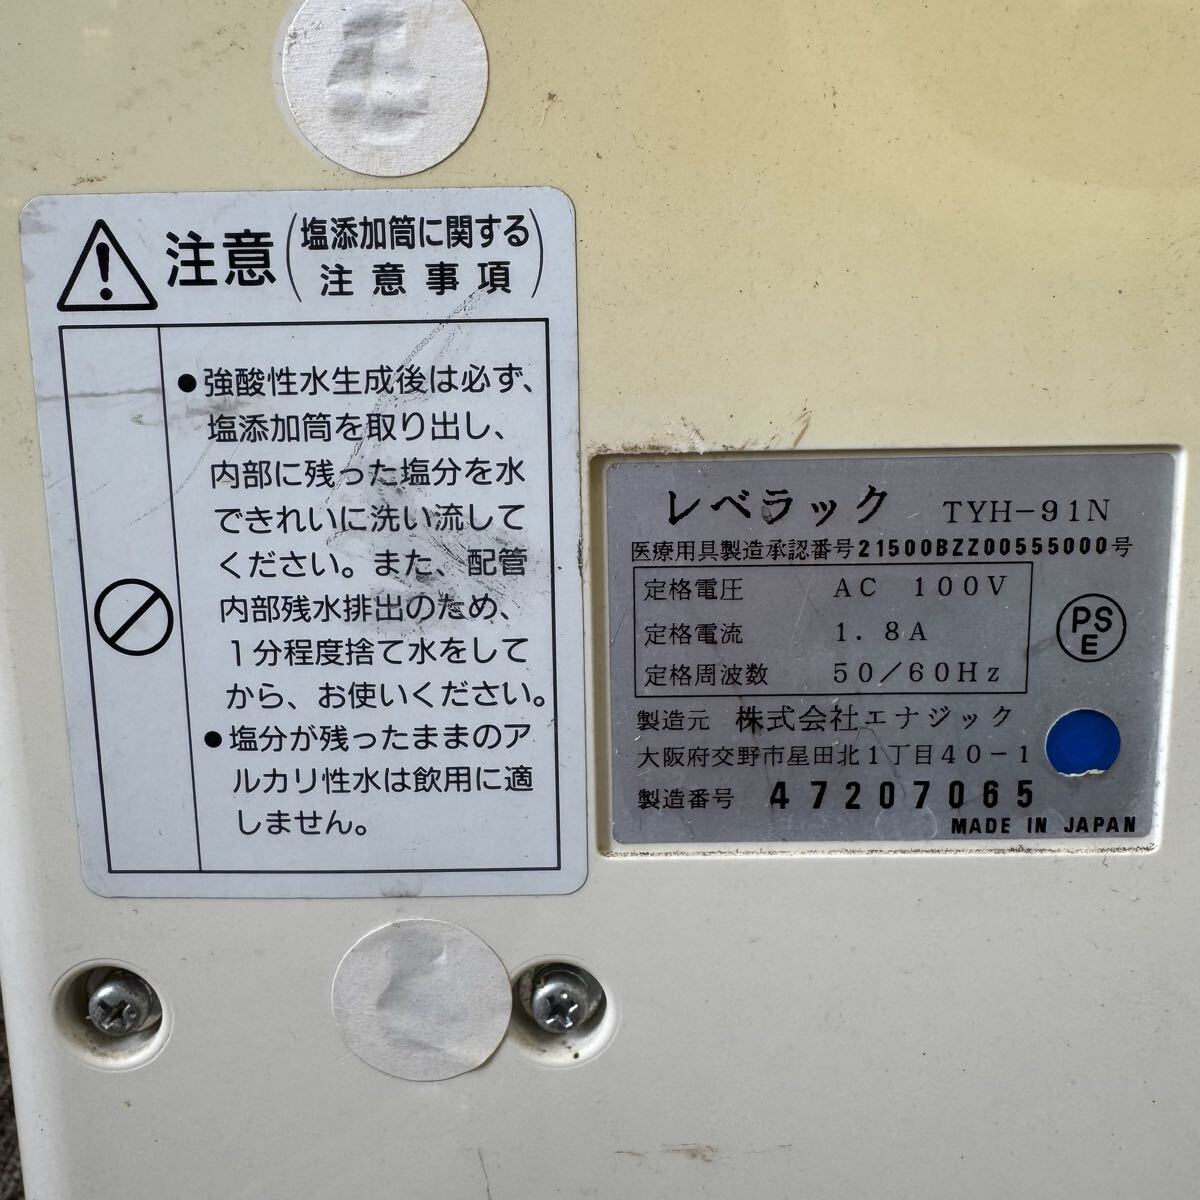 注意（塩添加筒に関する
注意事項）
●強酸性水生成後は必ず、
塩添加筒を取り出し、
内部に残った塩分を水
できれいに洗い流して
ください。また、配管
内部残水排出のため、
1分程度捨て水をして
から、お使いください。
●塩分が残ったままのア
ルカリ性水は飲用に適
しません。
レベラック TYH-91N
医療用具製造承認番号21500BZZ00555000号
定格電圧 AC 100V
定格電流 1.8A
定格周波数 50/60Hz
PS
E
製造元 株式会社エナジック
大阪府交野市星田北1丁目40-1
製造番号 47207065
MADE IN JAPAN